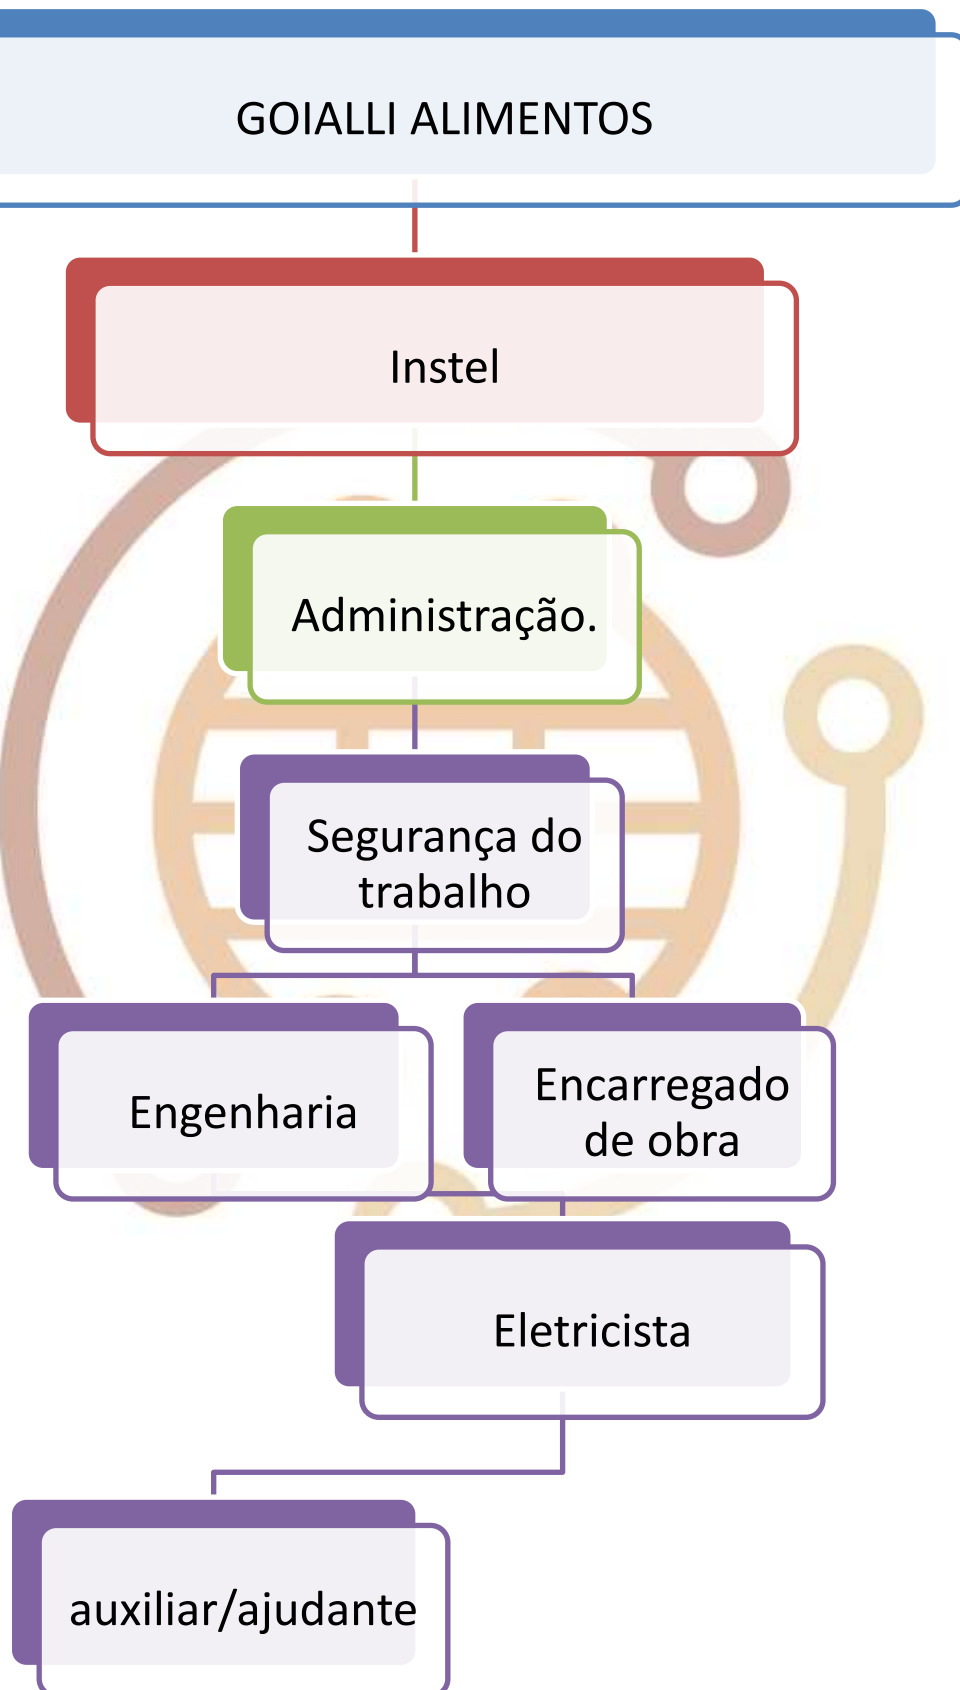 GOIALLI ALIMENTOS
Instel
Administração.
Segurança do
trabalho
Engenharia
Encarregado
de obra
Eletricista
auxiliar/ajudante